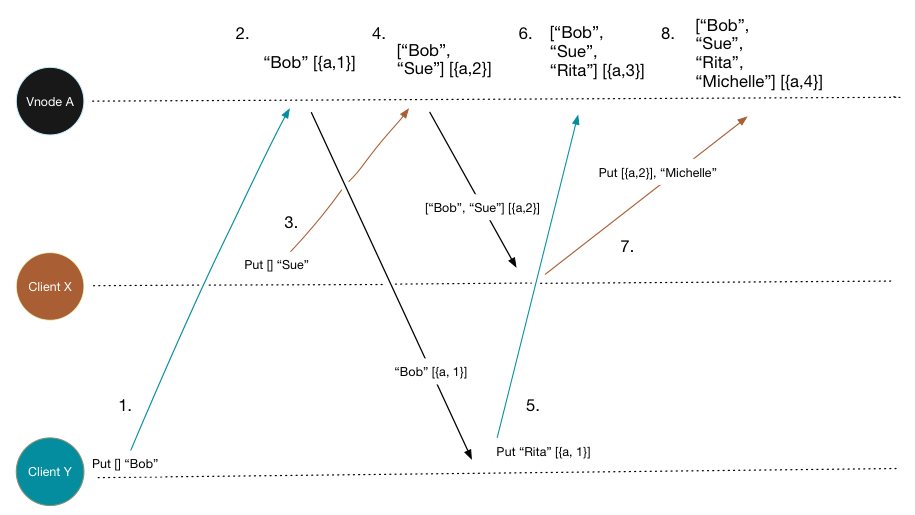 2.
"Bob" [{a,1}]
4.
["Bob",
"Sue"] [{a,2}]
6.
["Bob",
"Sue",
"Rita"] [{a,3}]
8.
["Bob",
"Sue",
"Rita",
"Michelle"] [{a,4}]
Vnode A
Put [{a,2}], "Michelle"
["Bob", "Sue"] [{a,2}]
3.
7.
Put [] "Sue"
Client X
"Bob" [{a, 1}]
1.
5.
Put "Rita" [{a, 1}]
Put [] "Bob"
Client Y